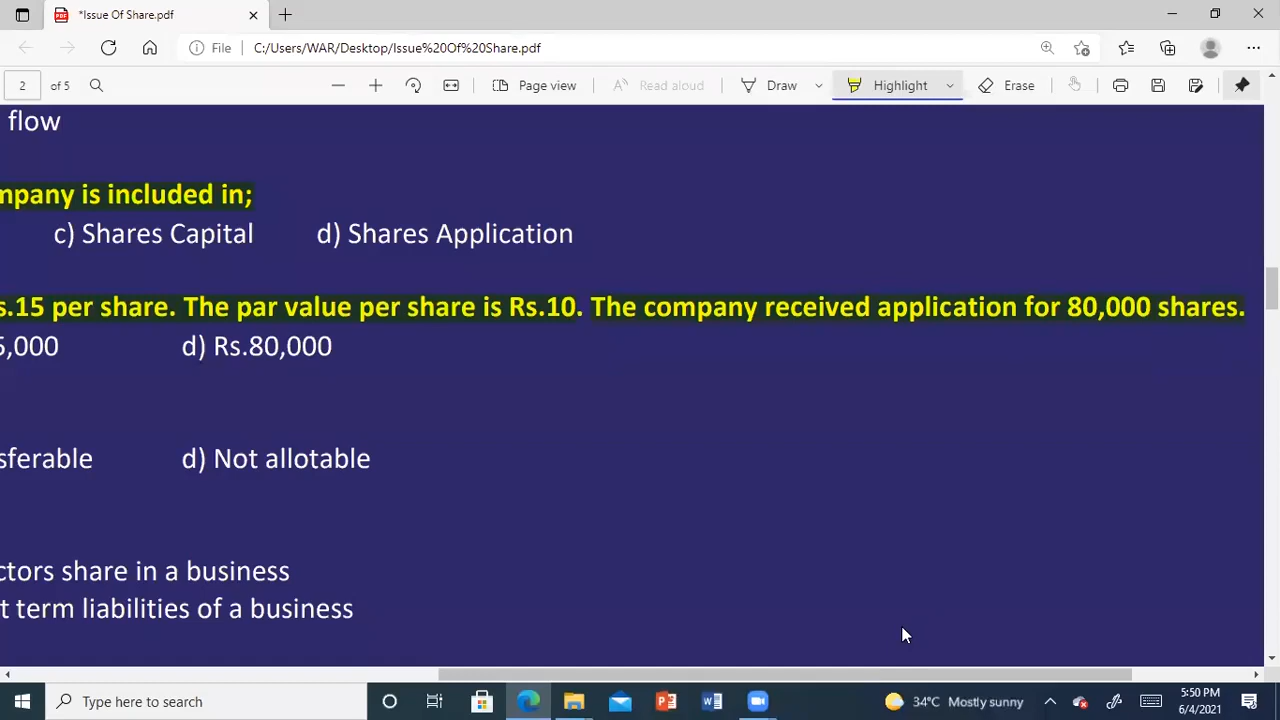 *Issue Of Share.pdf
File C:/Users/WAR/Desktop/Issue%20Of%20Share.pdf
2 of 5 Page view Read aloud Draw Highlight Erase
flow
mpany is included in;
c) Shares Capital d) Shares Application
s.15 per share. The par value per share is Rs.10. The company received application for 80,000 shares.
5,000 d) Rs.80,000
sferable d) Not allotable
ctors share in a business
t term liabilities of a business
Type here to search 34°C Mostly sunny 5:50 PM
6/4/2021